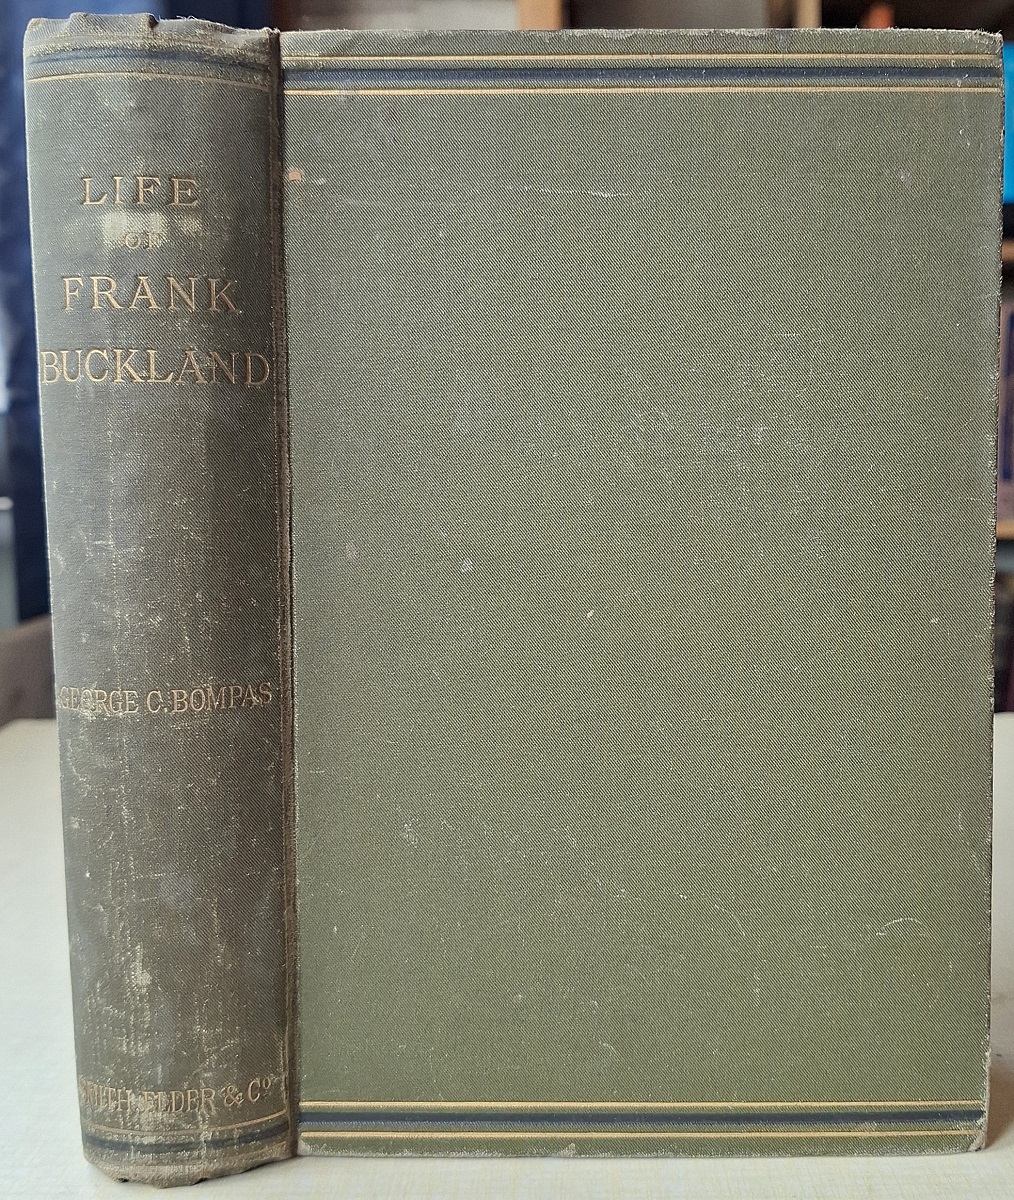 LIFE
OF
FRANK
BUCKLAND
GEORGE C. BOMPAS
SMITH, ELDER & Cº